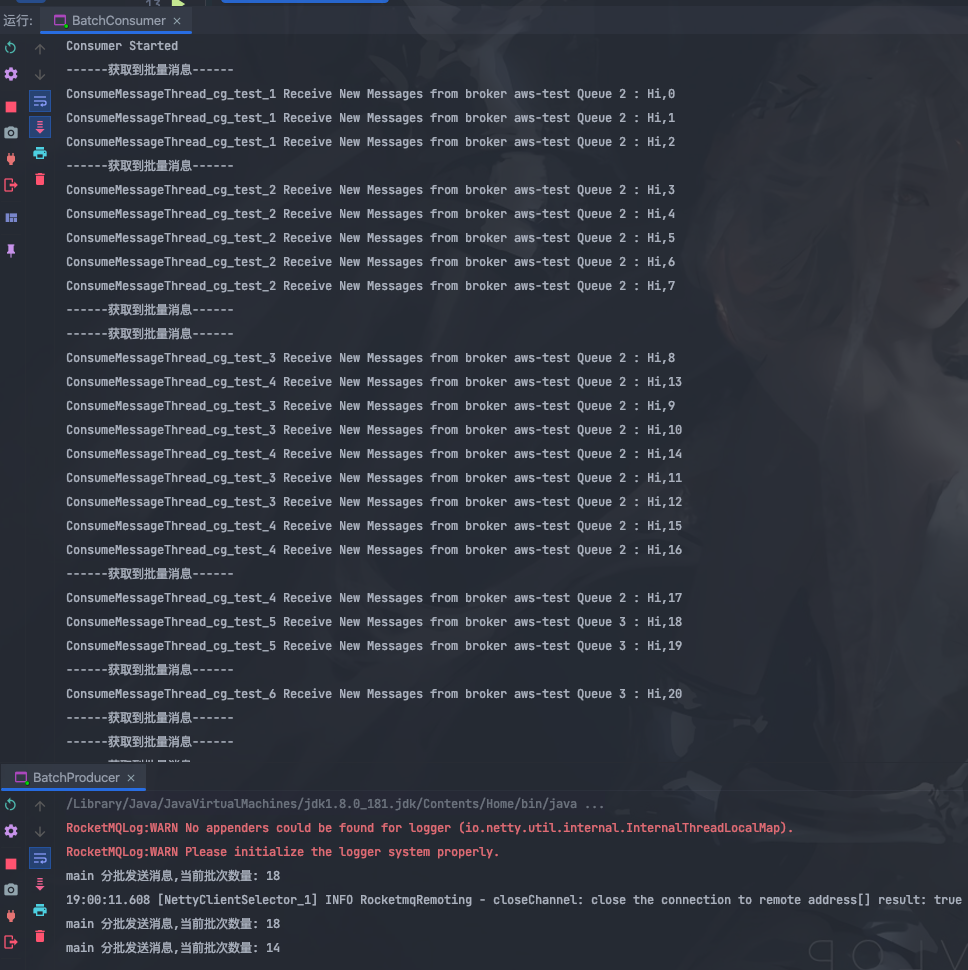 运行:
BatchConsumer ×
Consumer Started
------获取到批量消息------
ConsumeMessageThread_cg_test_1 Receive New Messages from broker aws-test Queue 2 : Hi,0
ConsumeMessageThread_cg_test_1 Receive New Messages from broker aws-test Queue 2 : Hi,1
ConsumeMessageThread_cg_test_1 Receive New Messages from broker aws-test Queue 2 : Hi,2
------获取到批量消息------
ConsumeMessageThread_cg_test_2 Receive New Messages from broker aws-test Queue 2 : Hi,3
ConsumeMessageThread_cg_test_2 Receive New Messages from broker aws-test Queue 2 : Hi,4
ConsumeMessageThread_cg_test_2 Receive New Messages from broker aws-test Queue 2 : Hi,5
ConsumeMessageThread_cg_test_2 Receive New Messages from broker aws-test Queue 2 : Hi,6
ConsumeMessageThread_cg_test_2 Receive New Messages from broker aws-test Queue 2 : Hi,7
------获取到批量消息------
------获取到批量消息------
ConsumeMessageThread_cg_test_3 Receive New Messages from broker aws-test Queue 2 : Hi,8
ConsumeMessageThread_cg_test_4 Receive New Messages from broker aws-test Queue 2 : Hi,13
ConsumeMessageThread_cg_test_3 Receive New Messages from broker aws-test Queue 2 : Hi,9
ConsumeMessageThread_cg_test_3 Receive New Messages from broker aws-test Queue 2 : Hi,10
ConsumeMessageThread_cg_test_4 Receive New Messages from broker aws-test Queue 2 : Hi,14
ConsumeMessageThread_cg_test_3 Receive New Messages from broker aws-test Queue 2 : Hi,11
ConsumeMessageThread_cg_test_3 Receive New Messages from broker aws-test Queue 2 : Hi,12
ConsumeMessageThread_cg_test_4 Receive New Messages from broker aws-test Queue 2 : Hi,15
ConsumeMessageThread_cg_test_4 Receive New Messages from broker aws-test Queue 2 : Hi,16
------获取到批量消息------
ConsumeMessageThread_cg_test_4 Receive New Messages from broker aws-test Queue 2 : Hi,17
ConsumeMessageThread_cg_test_5 Receive New Messages from broker aws-test Queue 3 : Hi,18
ConsumeMessageThread_cg_test_5 Receive New Messages from broker aws-test Queue 3 : Hi,19
------获取到批量消息------
ConsumeMessageThread_cg_test_6 Receive New Messages from broker aws-test Queue 3 : Hi,20
------获取到批量消息------
------获取到批量消息------
BatchProducer ×
/Library/Java/JavaVirtualMachines/jdk1.8.0_181.jdk/Contents/Home/bin/java ...
RocketMQLog:WARN No appenders could be found for logger (io.netty.util.internal.InternalThreadLocalMap).
RocketMQLog:WARN Please initialize the logger system properly.
main 分批发送消息,当前批次数量: 18
19:00:11.608 [NettyClientSelector_1] INFO RocketmqRemoting - closeChannel: close the connection to remote address[] result: true
main 分批发送消息,当前批次数量: 18
main 分批发送消息,当前批次数量: 14